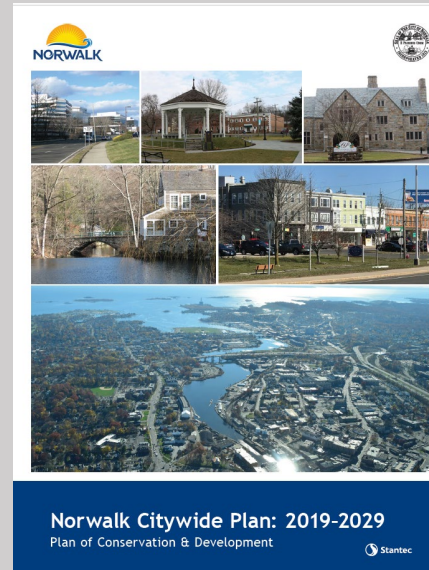 NORWALK
Norwalk Citywide Plan: 2019-2029
Plan of Conservation & Development
Stantec